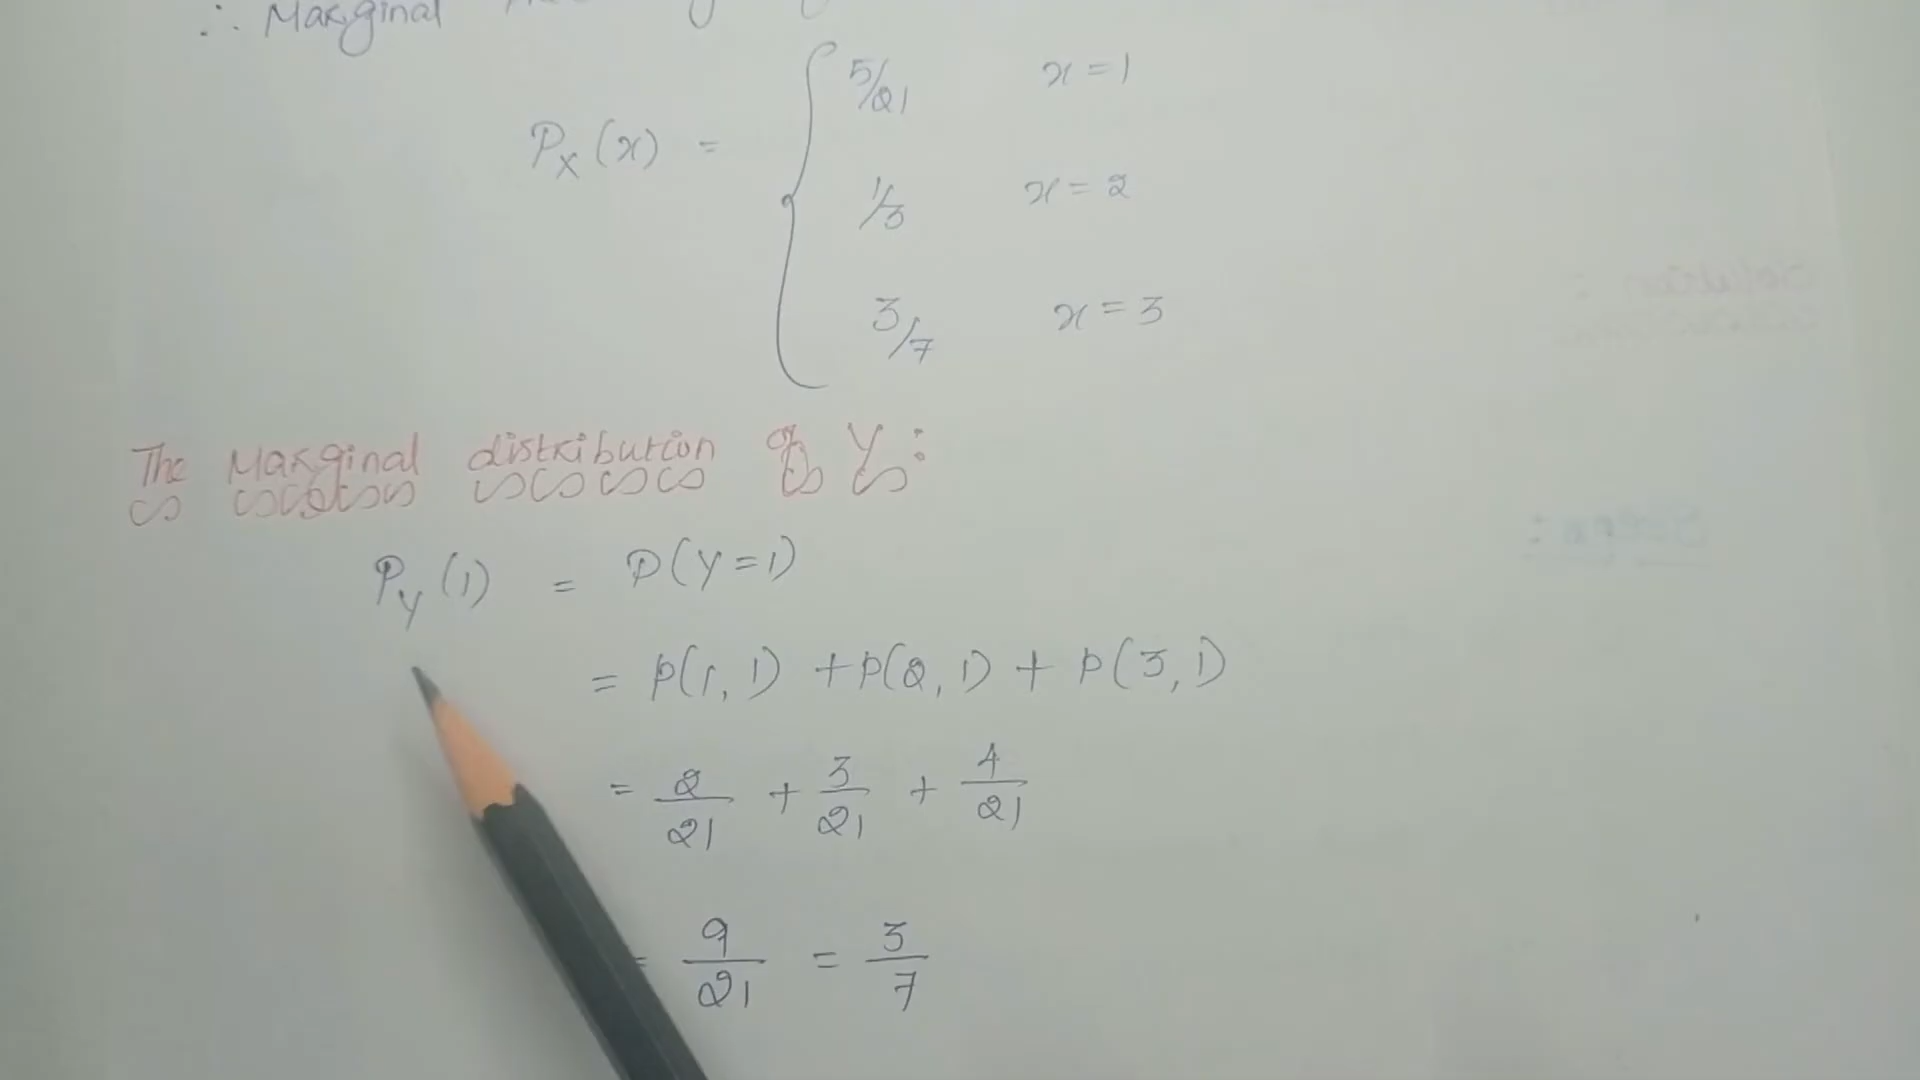 ∴ Marginal
5/21 x = 1
P_X(x) =
1/3 x = 2
3/7 x = 3
The Marginal distribution of Y:
P_Y(1) = P(Y=1)
= p(1,1) + p(2,1) + p(3,1)
= 2/21 + 3/21 + 4/21
= 9/21 = 3/7